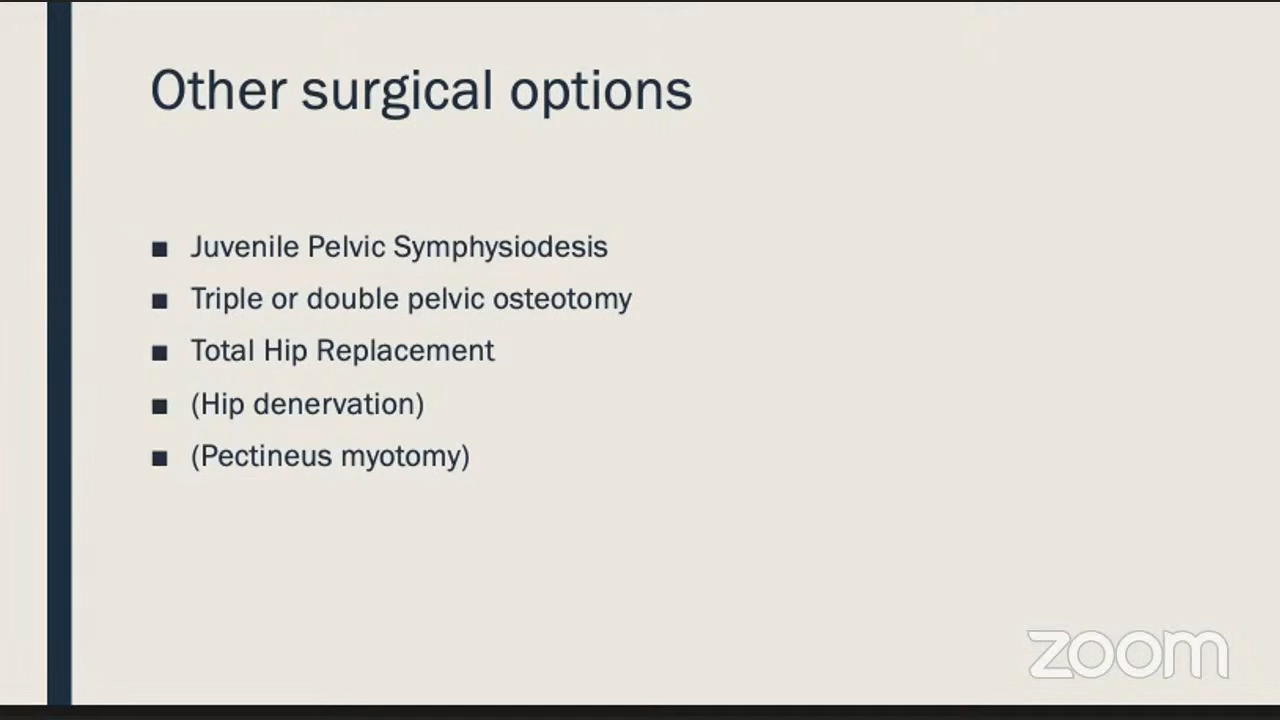 Other surgical options
■ Juvenile Pelvic Symphysiodesis
■ Triple or double pelvic osteotomy
■ Total Hip Replacement
■ (Hip denervation)
■ (Pectineus myotomy)
zoom